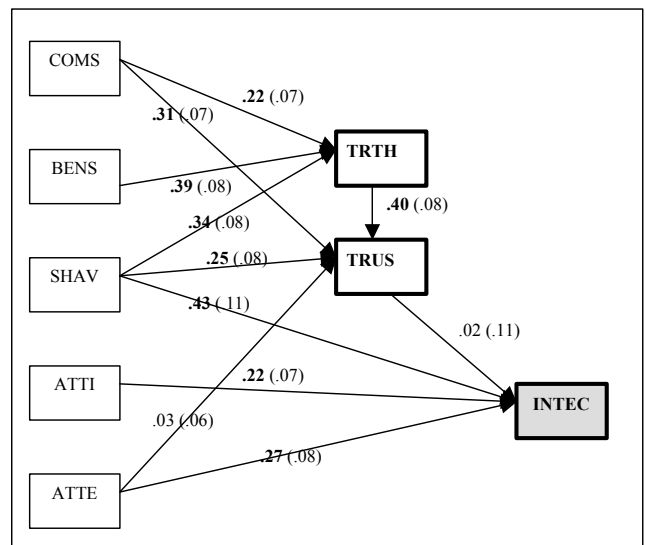 COMS
.22 (.07)
.31 (.07)
TRTH
BENS
.39 (.08)
.40 (.08)
.34 (.08)
TRUS
.25 (.08)
SHAV
.43 (.11)
.02 (.11)
ATTI
.22 (.07)
INTEC
.03 (.06)
.27 (.08)
ATTE